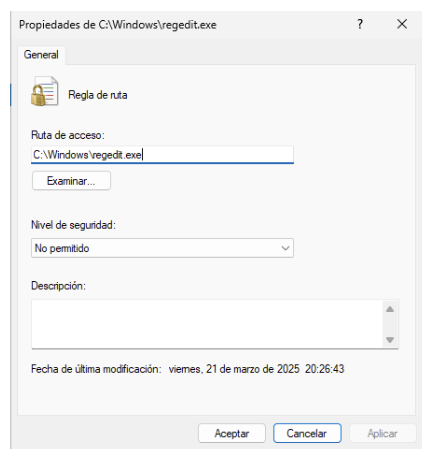 Propiedades de C:\Windows\regedit.exe ? ×
General
Regla de ruta
Ruta de acceso:
C:\Windows\regedit.exe
Examinar...
Nivel de seguridad:
No permitido
Descripción:
Fecha de última modificación: viernes, 21 de marzo de 2025 20:26:43
Aceptar Cancelar Aplicar